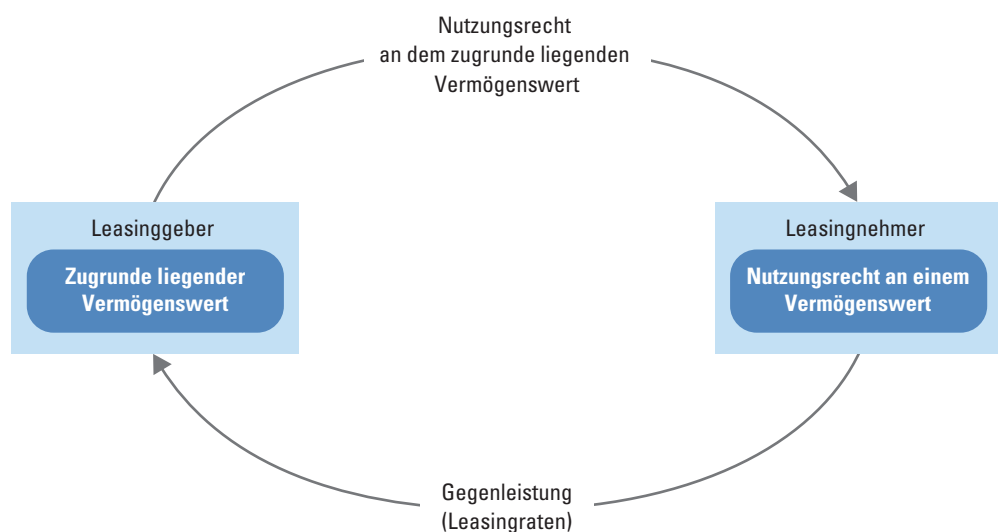 Nutzungsrecht
an dem zugrunde liegenden
Vermögenswert
Leasinggeber
Zugrunde liegender
Vermögenswert
Leasingnehmer
Nutzungsrecht an einem
Vermögenswert
Gegenleistung
(Leasingraten)